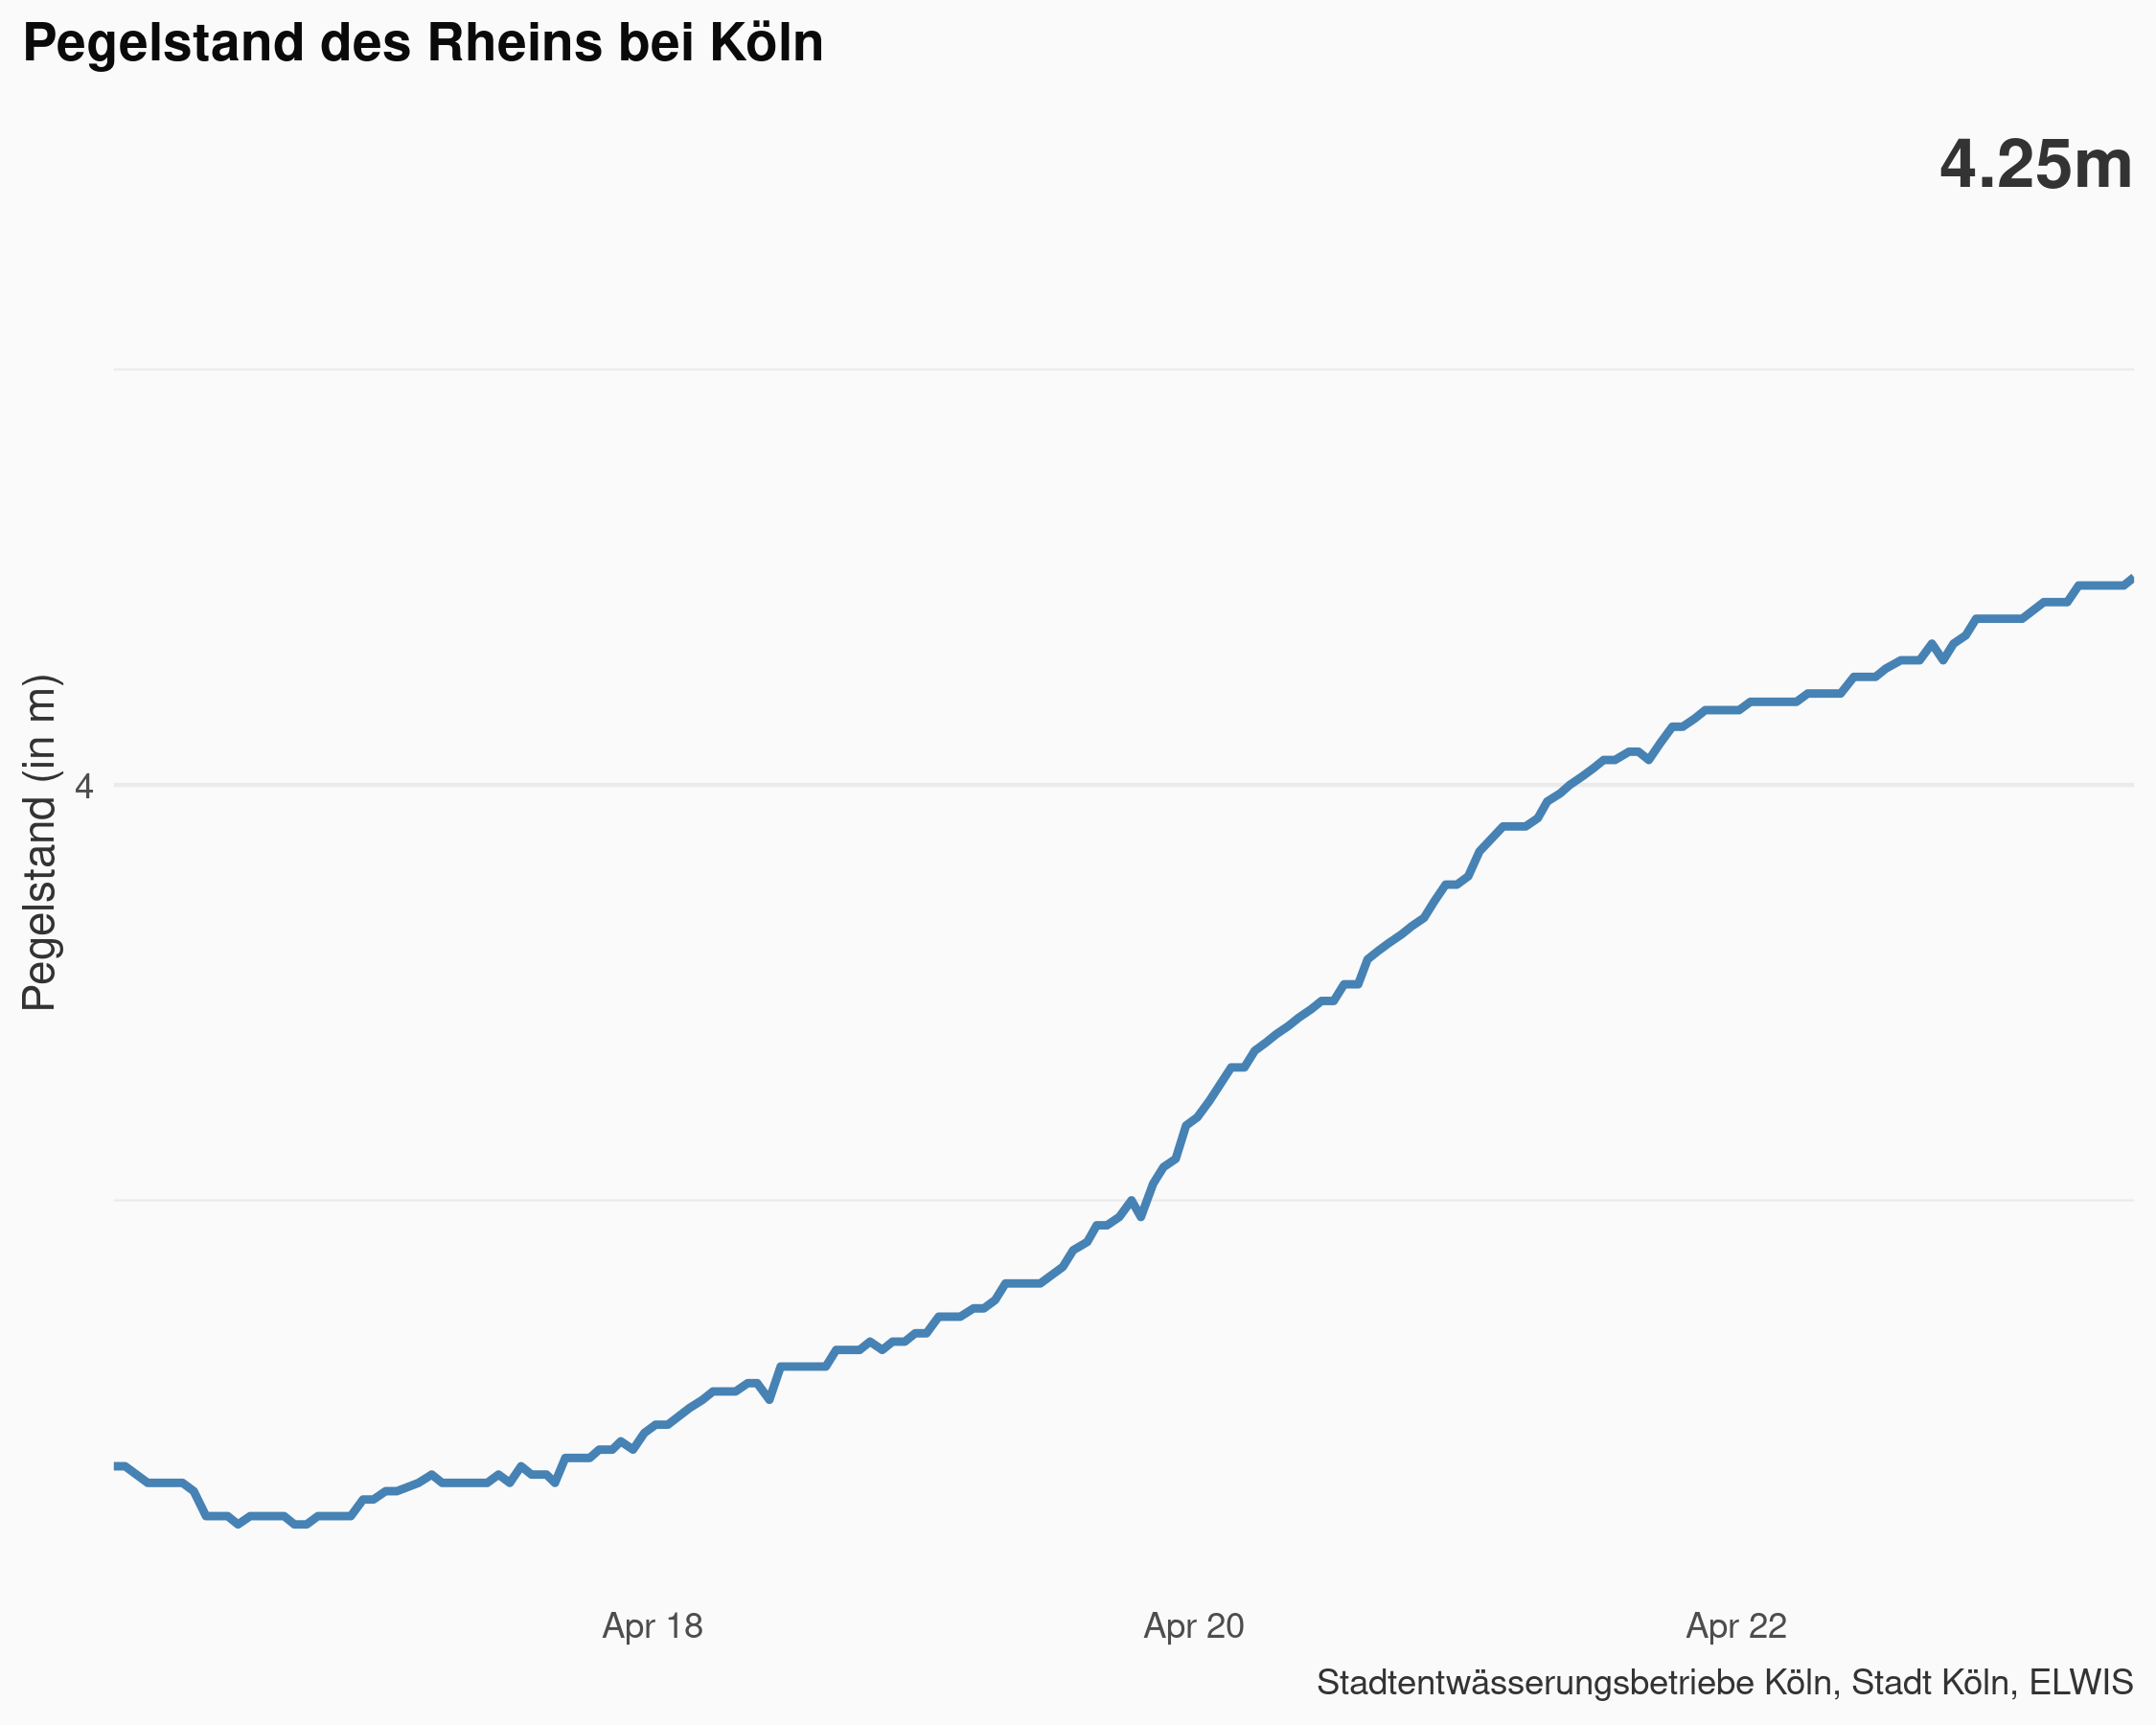 Pegelstand des Rheins bei Köln
4.25m
Pegelstand (in m)
4
Apr 18
Apr 20
Apr 22
Stadtentwässerungsbetriebe Köln, Stadt Köln, ELWIS